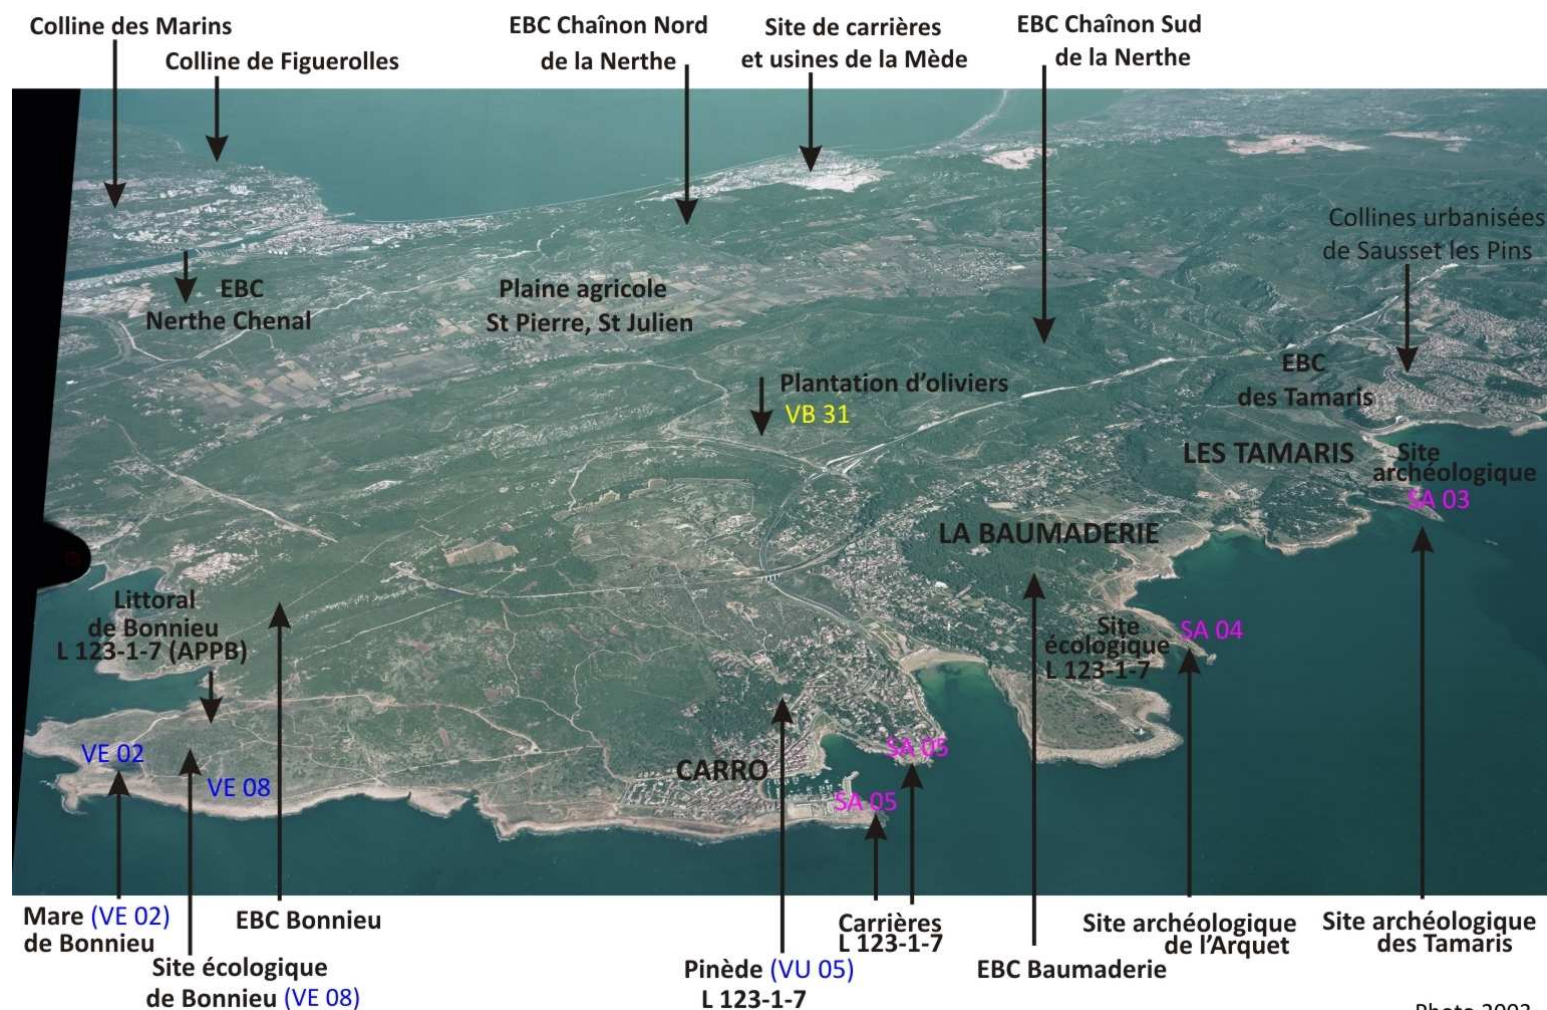 Colline des Marins
Colline de Figuerolles
EBC Chaînon Nord
de la Nerthe
Site de carrières
et usines de la Mède
EBC Chaînon Sud
de la Nerthe
Collines urbanisées
de Sausset les Pins
EBC
Nerthe Chenal
Plaine agricole
St Pierre, St Julien
Plantation d'oliviers
VB 31
EBC
des Tamaris
LES TAMARIS
Site
archéologique
SA 03
LA BAUMADERIE
Littoral
de Bonnieu
L 123-1-7 (APPB)
Site
écologique
L 123-1-7
SA 04
VE 02
VE 08
CARRO
SA 05
SA 05
Mare (VE 02)
de Bonnieu
EBC Bonnieu
Site écologique
de Bonnieu (VE 08)
Pinède (VU 05)
L 123-1-7
Carrières
L 123-1-7
EBC Baumaderie
Site archéologique
de l'Arquet
Site archéologique
des Tamaris
Photo 2003